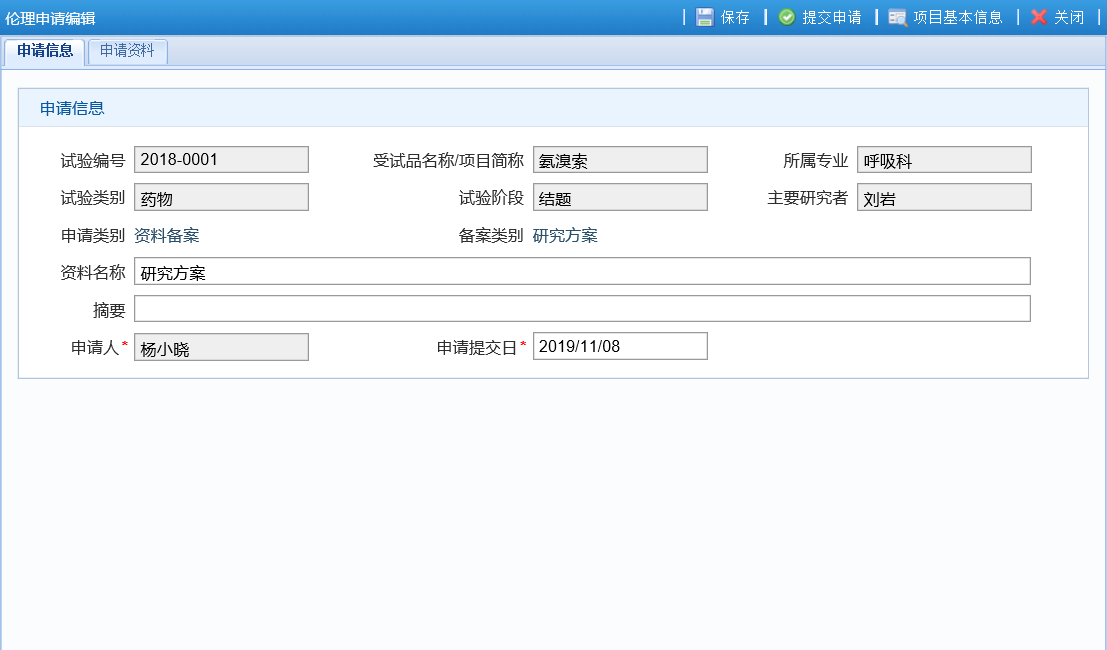 伦理申请编辑 保存 提交申请 项目基本信息 关闭
申请信息 申请资料
申请信息
试验编号 2018-0001 受试品名称/项目简称 氨溴索 所属专业 呼吸科
试验类别 药物 试验阶段 结题 主要研究者 刘岩
申请类别 资料备案 备案类别 研究方案
资料名称 研究方案
摘要
申请人* 杨小晓 申请提交日* 2019/11/08